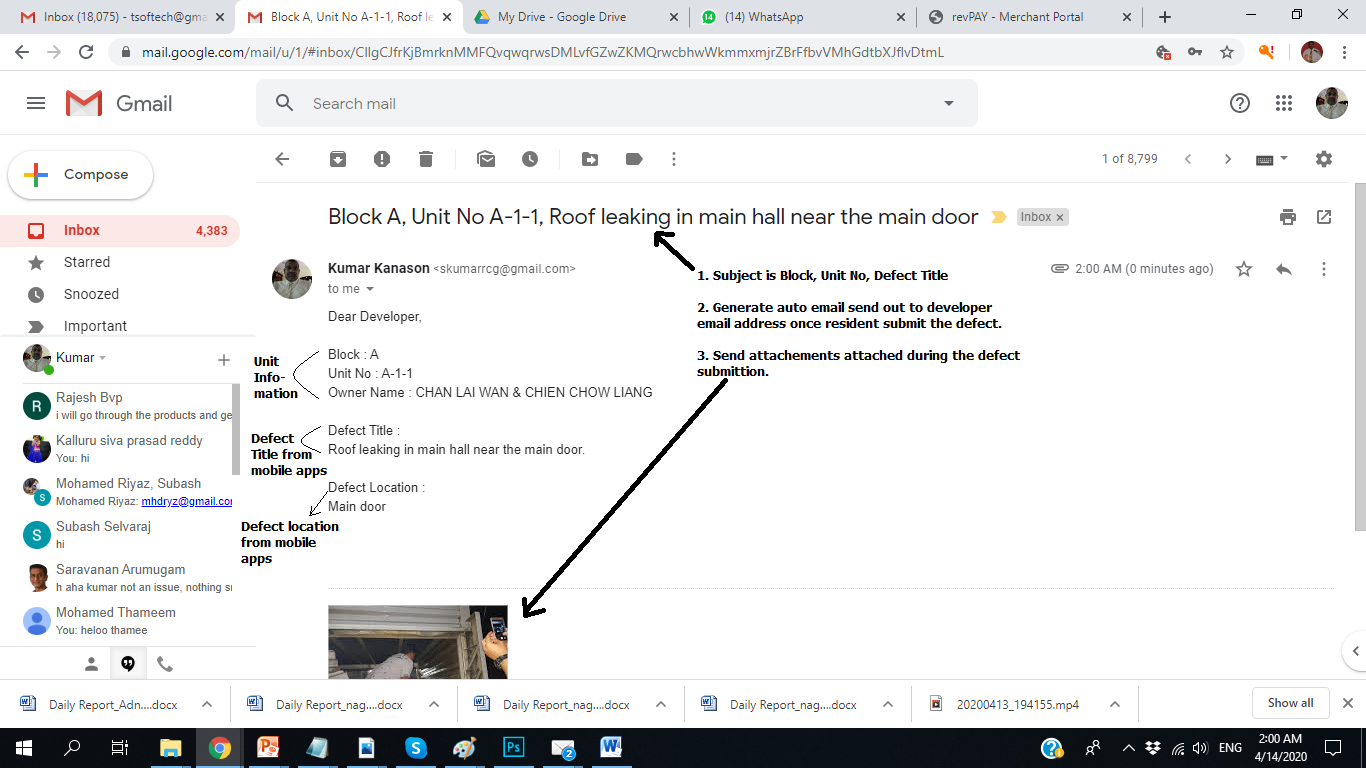 Inbox (18,075) - tsoftech@gma
Block A, Unit No A-1-1, Roof le
My Drive - Google Drive
(14) WhatsApp
revPAY - Merchant Portal
mail.google.com/mail/u/1/#inbox/CllgCJfrKjBmrknMMFQvqwqrwsDMLvfGZwZKMQrwcbhwWkmmxmjrZBrFfbvVMhGdtbXJflvDtmL
Gmail
Search mail
Compose
1 of 8,799
Inbox 4,383
Starred
Snoozed
Important
Block A, Unit No A-1-1, Roof leaking in main hall near the main door
Inbox
Kumar Kanason <skumarrcg@gmail.com>
to me
2:00 AM (0 minutes ago)
Dear Developer,
Block : A
Unit No : A-1-1
Owner Name : CHAN LAI WAN & CHIEN CHOW LIANG
Defect Title :
Roof leaking in main hall near the main door.
Defect Location :
Main door
1. Subject is Block, Unit No, Defect Title
2. Generate auto email send out to developer
email address once resident submit the defect.
3. Send attachements attached during the defect
submittion.
Unit
Info-
mation
Defect
Title from
mobile apps
Defect location
from mobile
apps
Kumar
Rajesh Bvp
i will go through the products and ge
Kalluru siva prasad reddy
You: hi
Mohamed Riyaz, Subash
Mohamed Riyaz: mhdryz@gmail.con
Subash Selvaraj
hi
Saravanan Arumugam
h aha kumar not an issue, nothing sr
Mohamed Thameem
You: heloo thamee
R
S
S
Daily Report_Adn....docx
Daily Report_nag....docx
Daily Report_nag....docx
Daily Report_nag....docx
20200413_194155.mp4
Show all
2
ENG
2:00 AM
4/14/2020